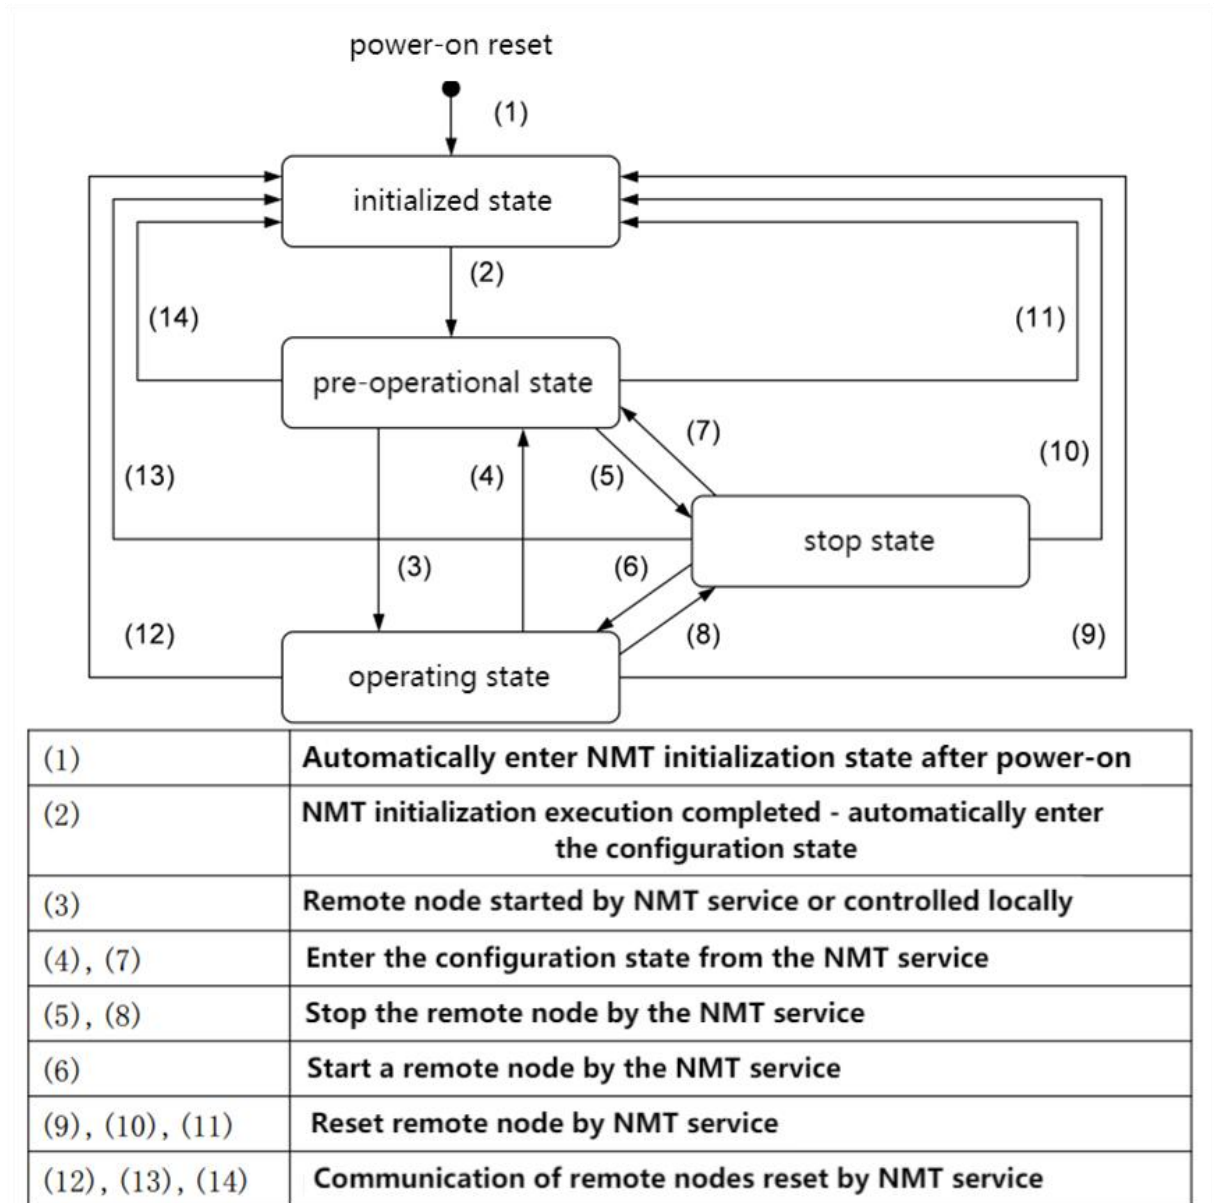 power-on reset
(1)
initialized state
(2)
(14)
(11)
pre-operational state
(7)
(10)
(13)
(4)
(5)
stop state
(3)
(6)
(12)
(8)
(9)
operating state
(1) Automatically enter NMT initialization state after power-on
(2) NMT initialization execution completed - automatically enter
the configuration state
(3) Remote node started by NMT service or controlled locally
(4), (7) Enter the configuration state from the NMT service
(5), (8) Stop the remote node by the NMT service
(6) Start a remote node by the NMT service
(9), (10), (11) Reset remote node by NMT service
(12), (13), (14) Communication of remote nodes reset by NMT service